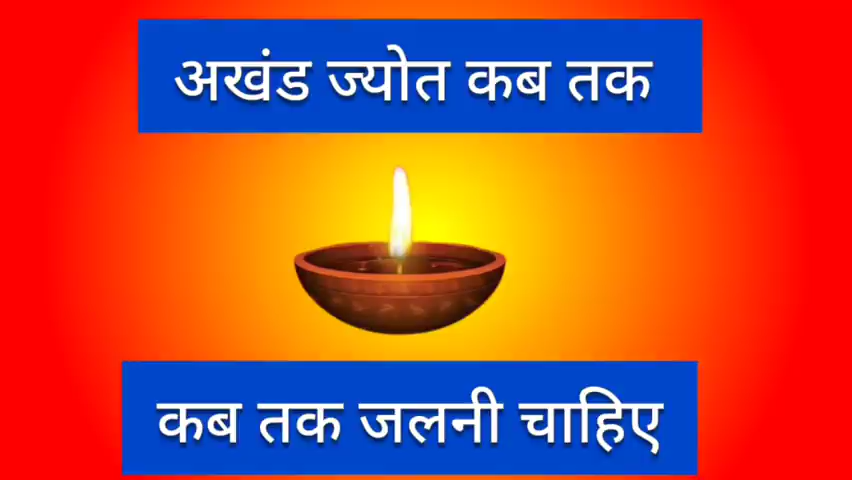 अखंड ज्योत कब तक
कब तक जलनी चाहिए